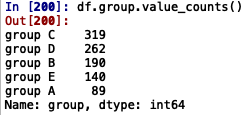 In [200]: df.group.value_counts()
Out[200]:
group C    319
group D    262
group B    190
group E    140
group A     89
Name: group, dtype: int64